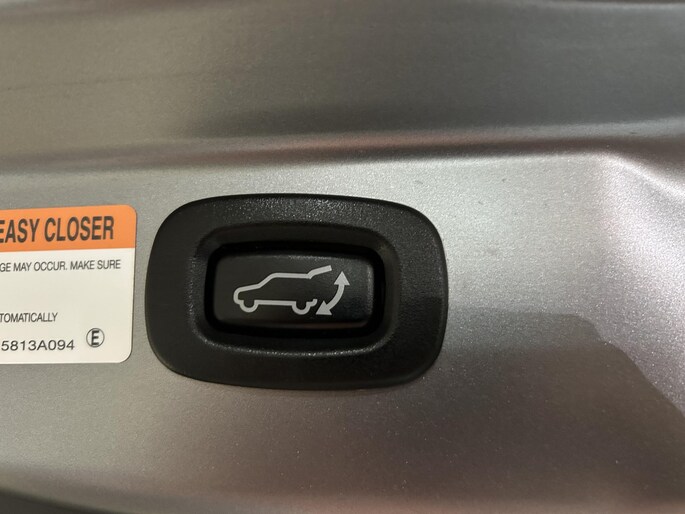 EASY CLOSER
GE MAY OCCUR. MAKE SURE
TOMATICALLY
5813A094 E